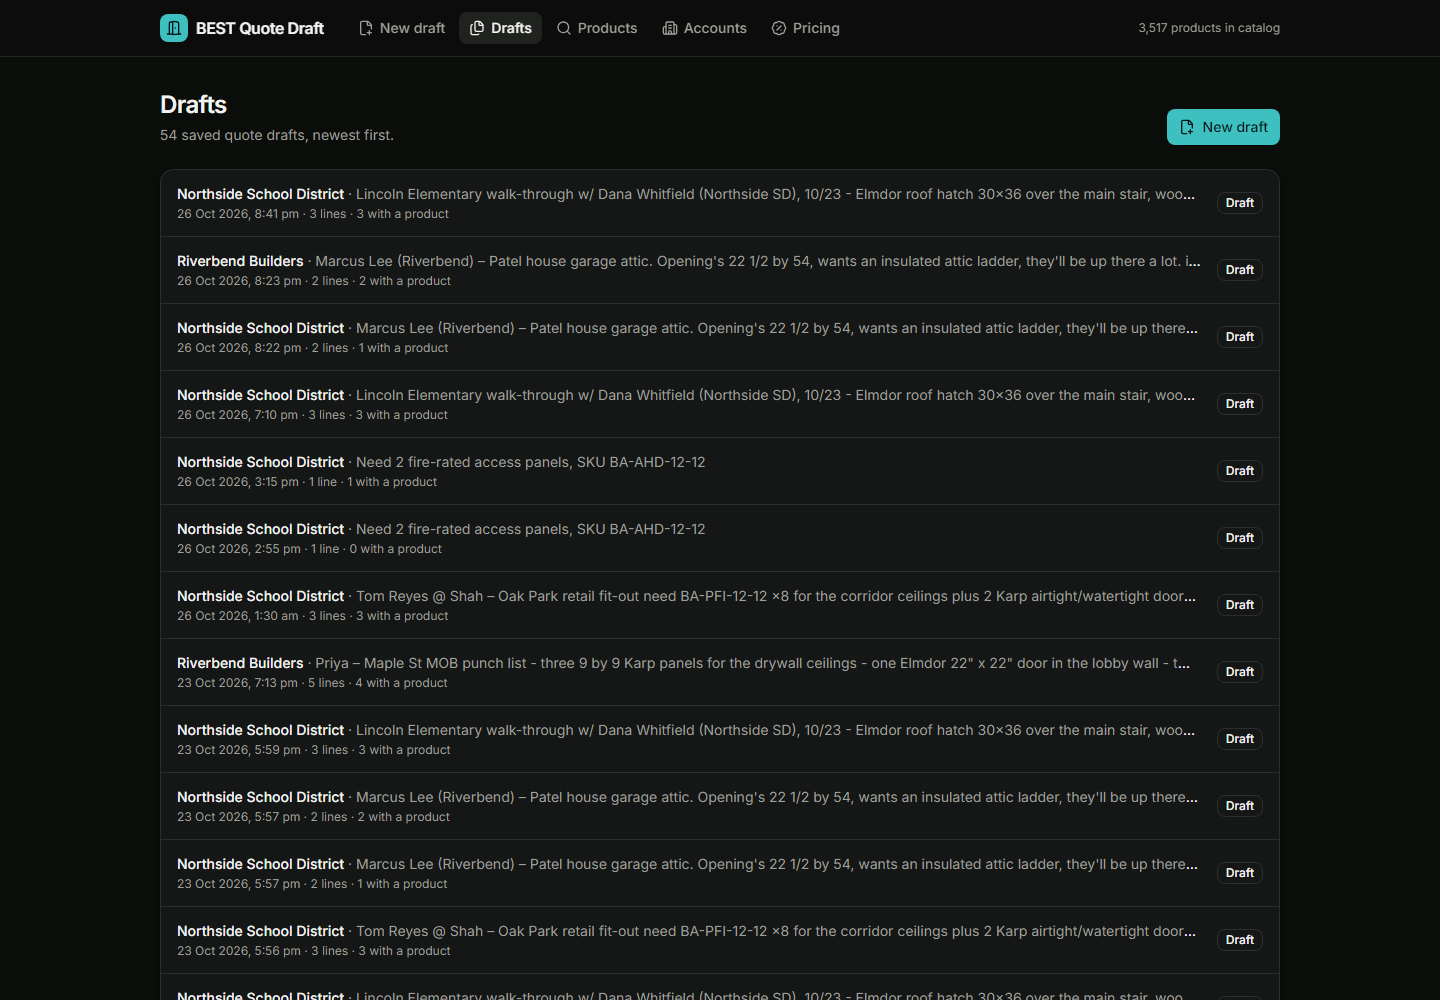 BEST Quote Draft
New draft
Drafts
Products
Accounts
Pricing
3,517 products in catalog
Drafts
54 saved quote drafts, newest first.
New draft
Northside School District · Lincoln Elementary walk-through w/ Dana Whitfield (Northside SD), 10/23 - Elmdor roof hatch 30×36 over the main stair, woo...
26 Oct 2026, 8:41 pm · 3 lines · 3 with a product
Draft
Riverbend Builders · Marcus Lee (Riverbend) – Patel house garage attic. Opening's 22 1/2 by 54, wants an insulated attic ladder, they'll be up there a lot. i...
26 Oct 2026, 8:23 pm · 2 lines · 2 with a product
Draft
Northside School District · Marcus Lee (Riverbend) – Patel house garage attic. Opening's 22 1/2 by 54, wants an insulated attic ladder, they'll be up there...
26 Oct 2026, 8:22 pm · 2 lines · 1 with a product
Draft
Northside School District · Lincoln Elementary walk-through w/ Dana Whitfield (Northside SD), 10/23 - Elmdor roof hatch 30×36 over the main stair, woo...
26 Oct 2026, 7:10 pm · 3 lines · 3 with a product
Draft
Northside School District · Need 2 fire-rated access panels, SKU BA-AHD-12-12
26 Oct 2026, 3:15 pm · 1 line · 1 with a product
Draft
Northside School District · Need 2 fire-rated access panels, SKU BA-AHD-12-12
26 Oct 2026, 2:55 pm · 1 line · 0 with a product
Draft
Northside School District · Tom Reyes @ Shah – Oak Park retail fit-out need BA-PFI-12-12 ×8 for the corridor ceilings plus 2 Karp airtight/watertight door...
26 Oct 2026, 1:30 am · 3 lines · 3 with a product
Draft
Riverbend Builders · Priya – Maple St MOB punch list - three 9 by 9 Karp panels for the drywall ceilings - one Elmdor 22" x 22" door in the lobby wall - t...
23 Oct 2026, 7:13 pm · 5 lines · 4 with a product
Draft
Northside School District · Lincoln Elementary walk-through w/ Dana Whitfield (Northside SD), 10/23 - Elmdor roof hatch 30×36 over the main stair, woo...
23 Oct 2026, 5:59 pm · 3 lines · 3 with a product
Draft
Northside School District · Marcus Lee (Riverbend) – Patel house garage attic. Opening's 22 1/2 by 54, wants an insulated attic ladder, they'll be up there...
23 Oct 2026, 5:57 pm · 2 lines · 2 with a product
Draft
Northside School District · Marcus Lee (Riverbend) – Patel house garage attic. Opening's 22 1/2 by 54, wants an insulated attic ladder, they'll be up there...
23 Oct 2026, 5:57 pm · 2 lines · 1 with a product
Draft
Northside School District · Tom Reyes @ Shah – Oak Park retail fit-out need BA-PFI-12-12 ×8 for the corridor ceilings plus 2 Karp airtight/watertight door...
23 Oct 2026, 5:56 pm · 3 lines · 3 with a product
Draft
Northside School District · Lincoln Elementary walk-through w/ Dana Whitfield (Northside SD), 10/23 - Elmdor roof hatch 30×36 over the main stair, woo...